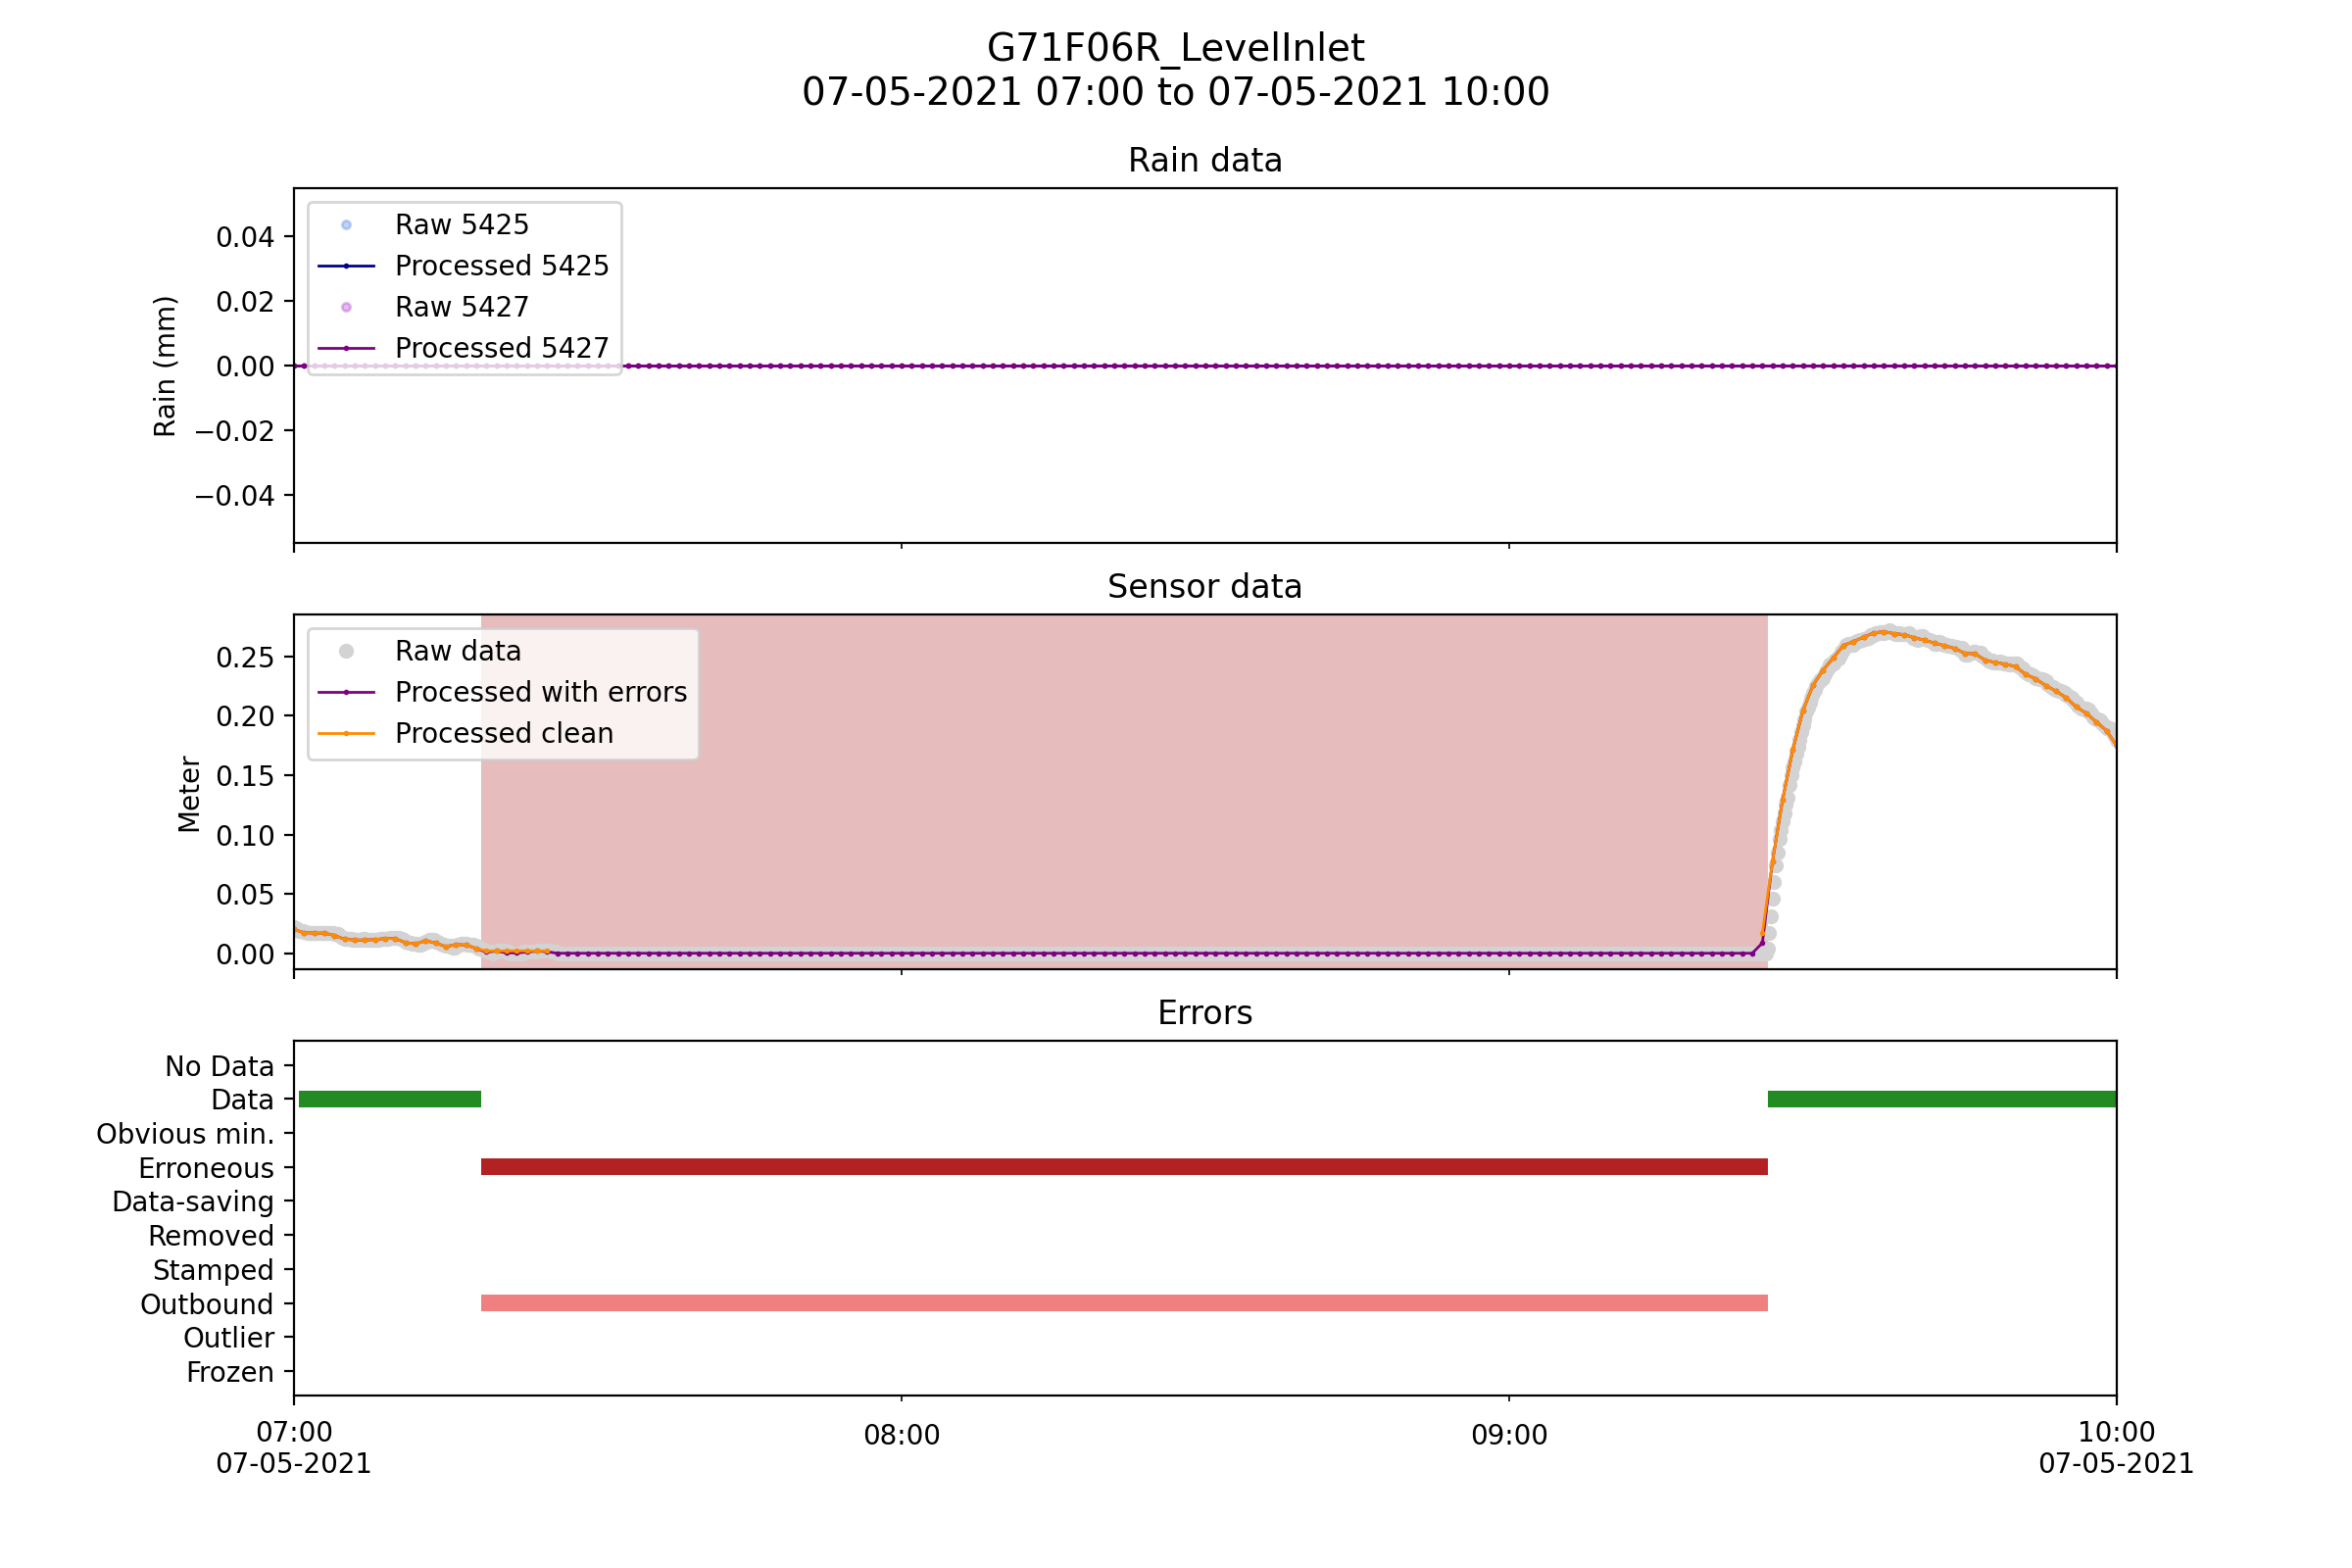 G71F06R_LevelInlet
07-05-2021 07:00 to 07-05-2021 10:00
Rain data
Rain (mm)
0.04
0.02
0.00
−0.02
−0.04
Raw 5425
Processed 5425
Raw 5427
Processed 5427
Sensor data
Meter
0.25
0.20
0.15
0.10
0.05
0.00
Raw data
Processed with errors
Processed clean
Errors
No Data
Data
Obvious min.
Erroneous
Data-saving
Removed
Stamped
Outbound
Outlier
Frozen
07:00
07-05-2021
08:00
09:00
10:00
07-05-2021